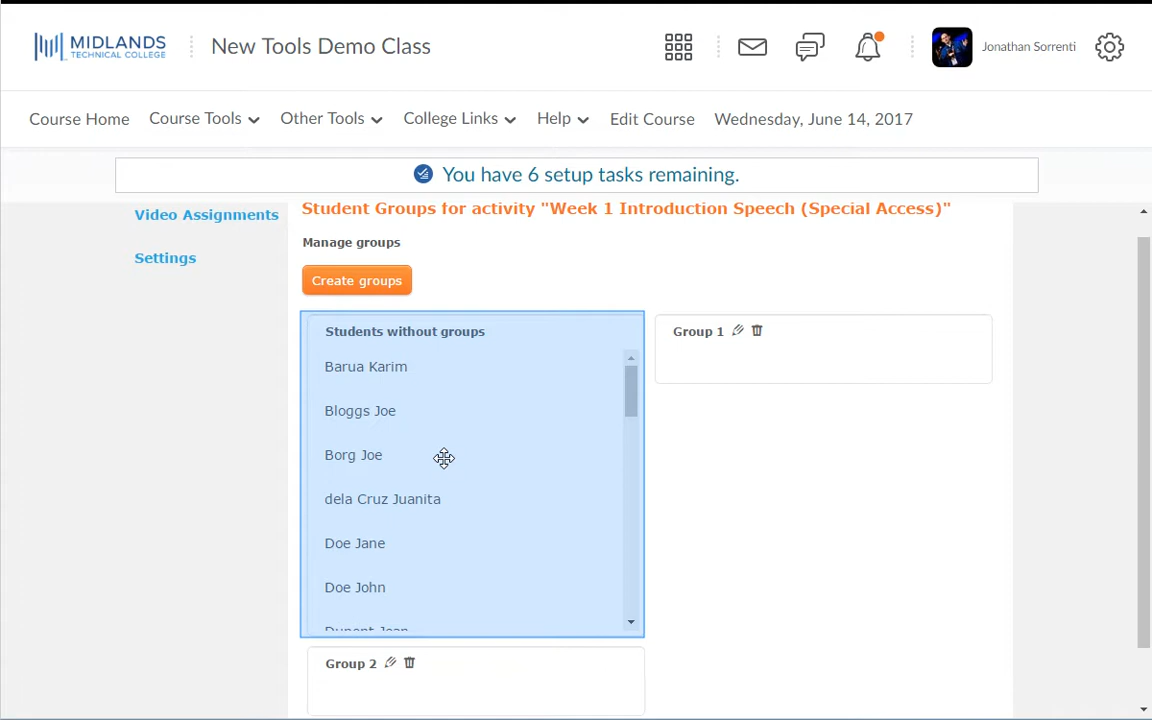 MIDLANDS
TECHNICAL COLLEGE
New Tools Demo Class
Jonathan Sorrenti
Course Home
Course Tools
Other Tools
College Links
Help
Edit Course
Wednesday, June 14, 2017
You have 6 setup tasks remaining.
Video Assignments
Settings
Student Groups for activity "Week 1 Introduction Speech (Special Access)"
Manage groups
Create groups
Students without groups
Barua Karim
Bloggs Joe
Borg Joe
dela Cruz Juanita
Doe Jane
Doe John
Dupont Jean
Group 1
Group 2